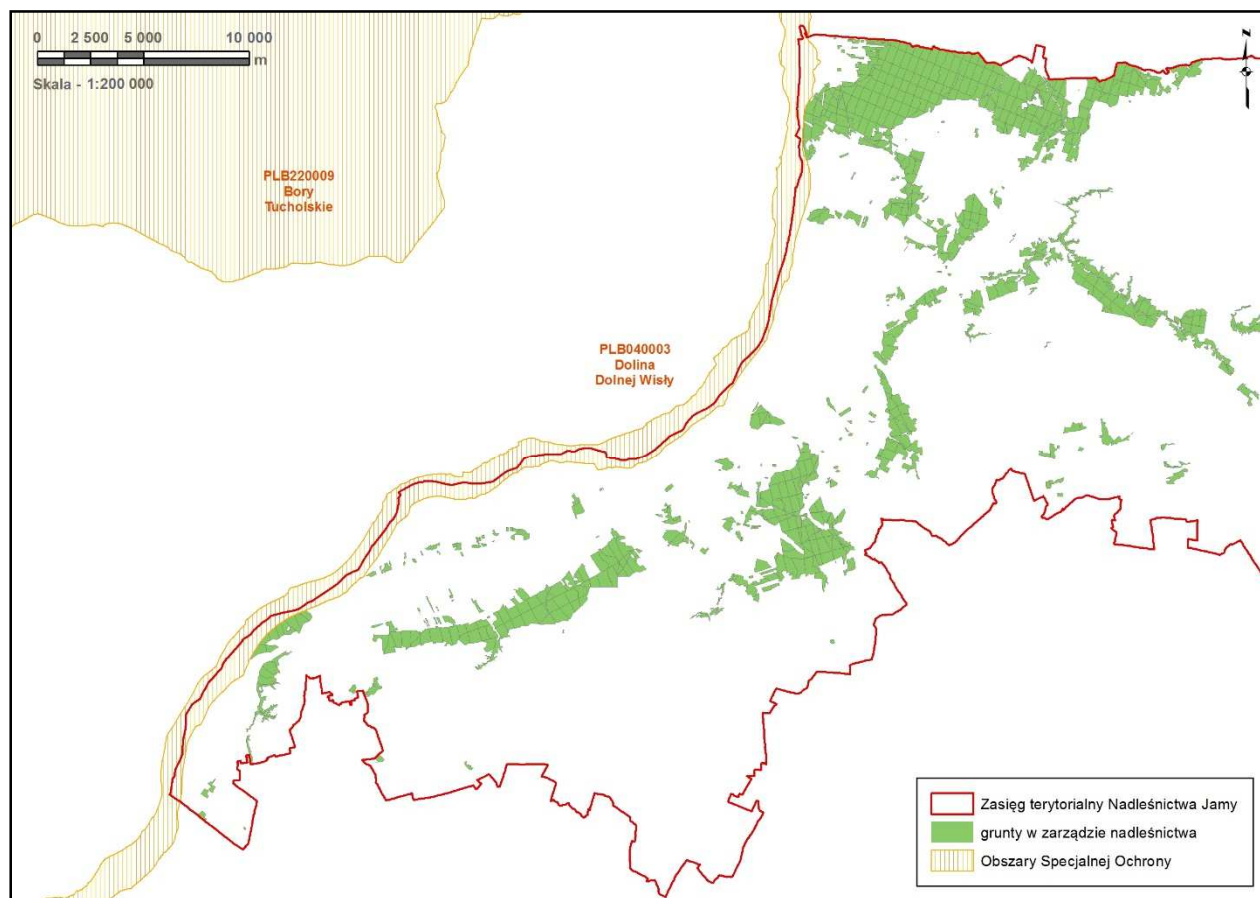 0 2 500 5 000 10 000
m
Skala - 1:200 000
N
PLB220009
Bory
Tucholskie
PLB040003
Dolina
Dolnej Wisły
Zasięg terytorialny Nadleśnictwa Jamy
grunty w zarządzie nadleśnictwa
Obszary Specjalnej Ochrony